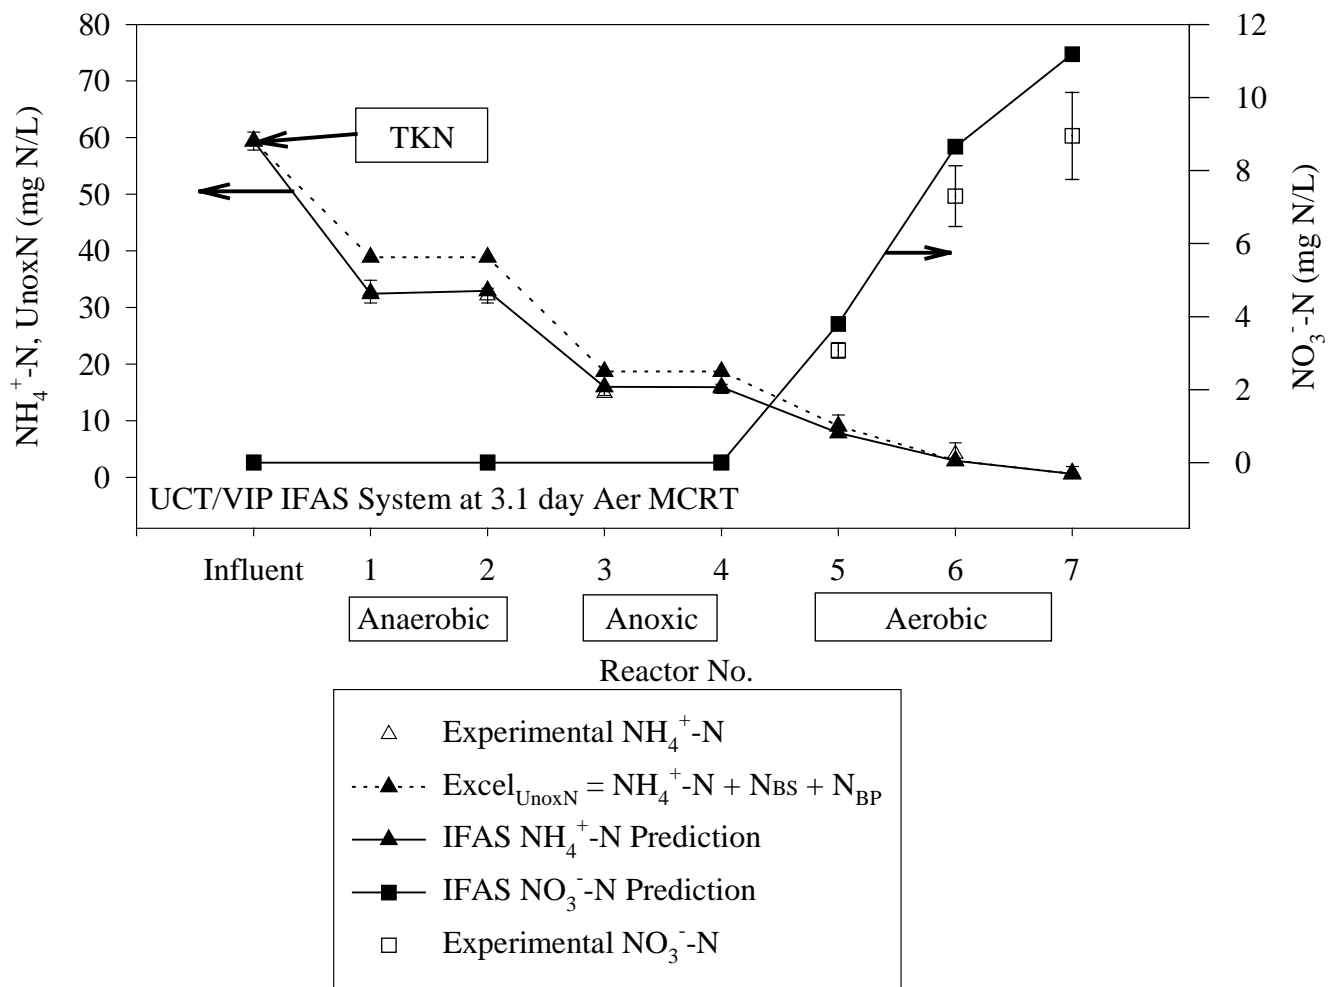 80
70
60
50
40
30
20
10
0
NH4+-N, UnoxN (mg N/L)
12
10
8
6
4
2
0
NO3--N (mg N/L)
TKN
UCT/VIP IFAS System at 3.1 day Aer MCRT
Influent 1 2 3 4 5 6 7
Anaerobic Anoxic Aerobic
Reactor No.
Experimental NH4+-N
ExcelUnoxN = NH4+-N + NBS + NBP
IFAS NH4+-N Prediction
IFAS NO3--N Prediction
Experimental NO3--N